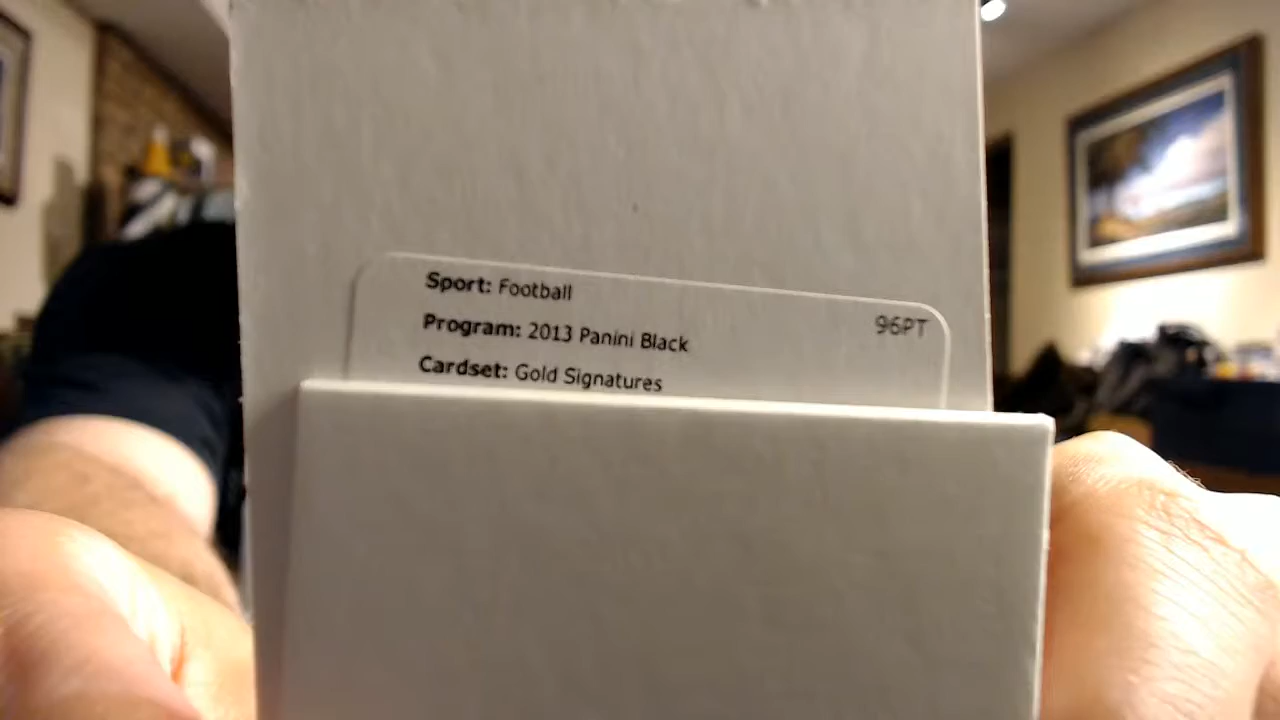 Sport: Football
96PT
Program: 2013 Panini Black
Cardset: Gold Signatures